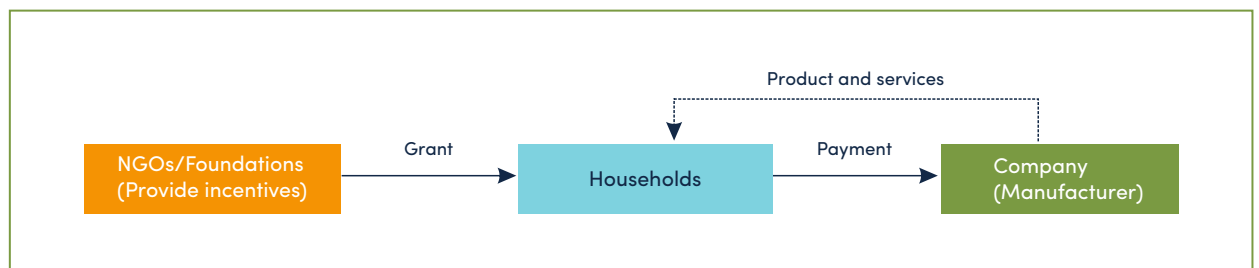 Product and services
NGOs/Foundations
(Provide incentives)
Grant
Households
Payment
Company
(Manufacturer)